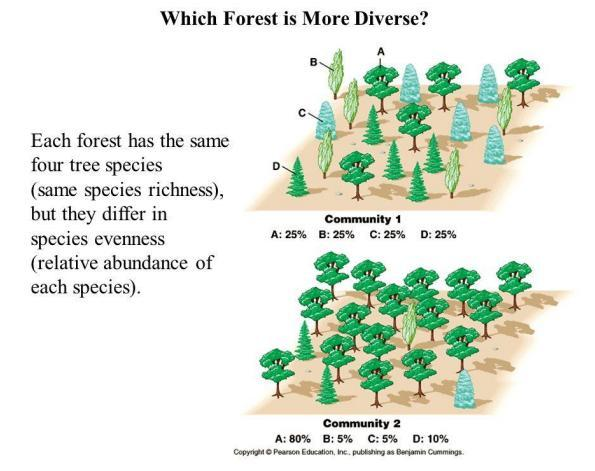 Which Forest is More Diverse?
A
B
C
D
Each forest has the same
four tree species
(same species richness),
but they differ in
species evenness
(relative abundance of
each species).
Community 1
A: 25% B: 25% C: 25% D: 25%
Community 2
A: 80% B: 5% C: 5% D: 10%
Copyright © Pearson Education, Inc., publishing as Benjamin Cummings.